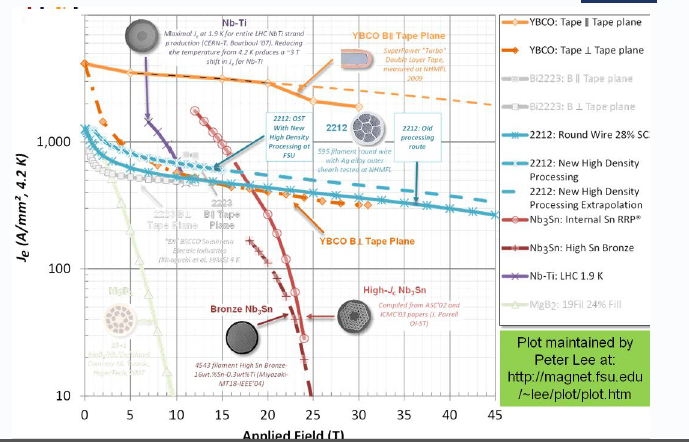 Nb-Ti
Maximal Jₑ at 1.9 K for entire LHC NbTi strand
production (CERN-T. Boutboul '07). Reducing
the temperature from 4.2 K produces a ~3 T
shift in Jₑ for Nb-Ti
YBCO B‖ Tape Plane
SuperPower "Turbo"
Double Layer Tape,
measured at NHMFL
2009
2212: OST
With New
High Density
Processing at
FSU
2212
595 filament round wire
with Ag alloy outer
sheath tested at NHMFL
2212: Old
processing
route
1,000
100
10
Jₑ (A/mm², 4.2 K)
2223 B⊥
Tape Plane
2223
B‖ Tape
Plane
YBCO B⊥ Tape Plane
MgB₂
Bronze Nb₃Sn
4543 filament High Sn Bronze-
16wt.%Sn-0.3wt%Ti (Miyazaki-
MT18-IEEE'04)
High-Jc Nb₃Sn
Compiled from ASC'02 and
ICMC'03 papers (J. Parrell
OI-ST)
0 5 10 15 20 25 30 35 40 45
Applied Field (T)
YBCO: Tape ‖ Tape plane
YBCO: Tape ⊥ Tape plane
Bi2223: B ‖ Tape plane
Bi2223: B ⊥ Tape plane
2212: Round Wire 28% SC
2212: New High Density
Processing
2212: New High Density
Processing Extrapolation
Nb₃Sn: Internal Sn RRP®
Nb₃Sn: High Sn Bronze
Nb-Ti: LHC 1.9 K
MgB₂: 19Fil 24% Fill
Plot maintained by
Peter Lee at:
http://magnet.fsu.edu
/~lee/plot/plot.htm